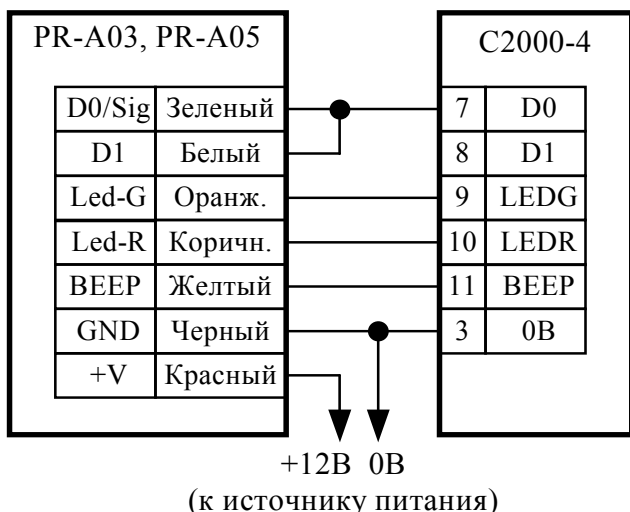 PR-A03, PR-A05 C2000-4
D0/Sig Зеленый 7 D0
D1 Белый 8 D1
Led-G Оранж. 9 LEDG
Led-R Коричн. 10 LEDR
BEEP Желтый 11 BEEP
GND Черный 3 0В
+V Красный
+12В 0В
(к источнику питания)